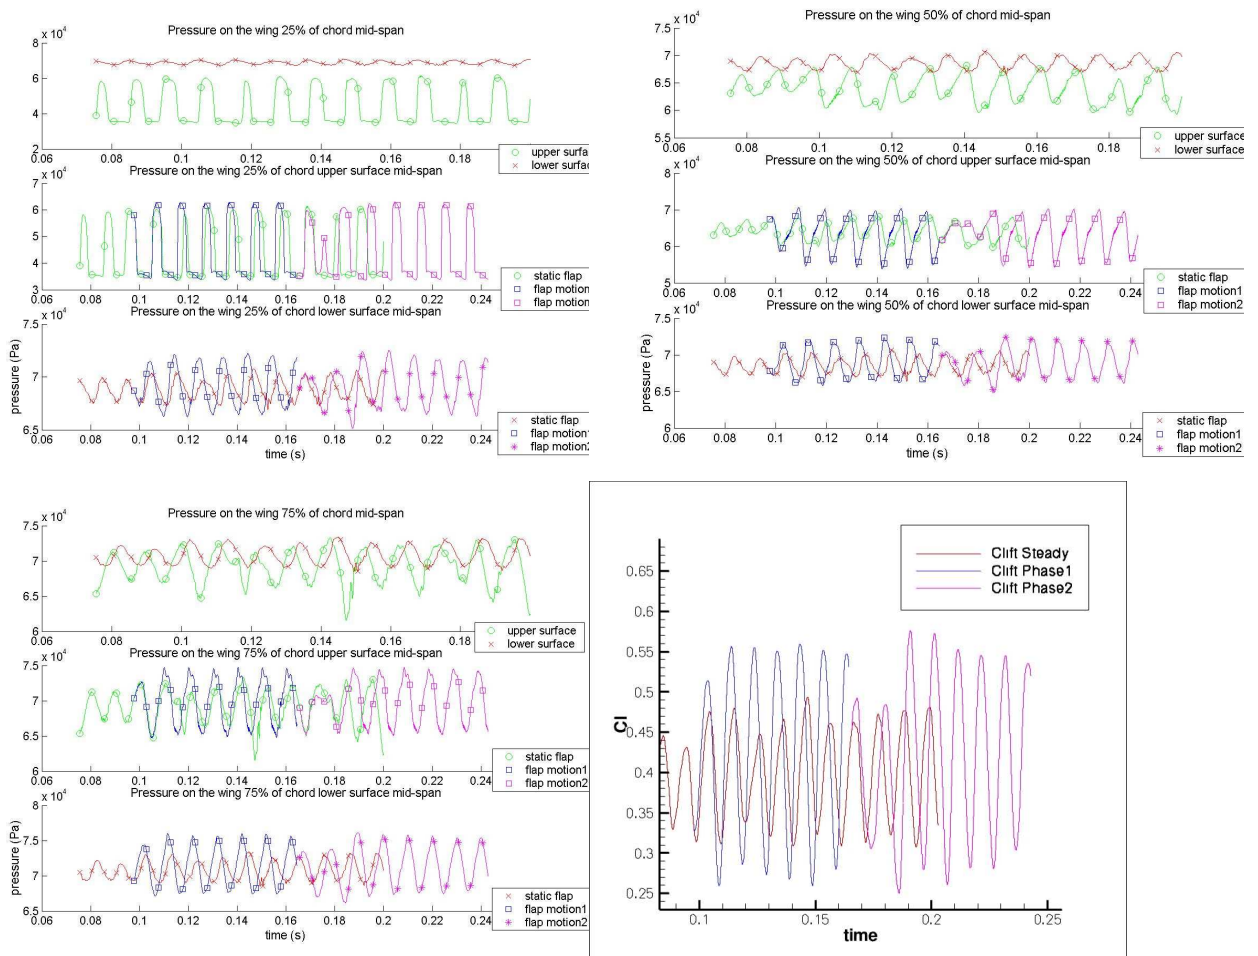 Pressure on the wing 25% of chord mid-span
x 10⁴
8
6
4
2
0.06 0.08 0.1 0.12 0.14 0.16 0.18
upper surfa
lower surface
Pressure on the wing 25% of chord upper surface mid-span
x 10⁴
7
6
5
4
3
0.06 0.08 0.1 0.12 0.14 0.16 0.18 0.2 0.22 0.24
static flap
flap motion
flap motion
Pressure on the wing 25% of chord lower surface mid-span
x 10⁴
7.5
7
6.5
pressure (Pa)
0.06 0.08 0.1 0.12 0.14 0.16 0.18 0.2 0.22 0.24
time (s)
static flap
flap motion1
flap motion2
Pressure on the wing 50% of chord mid-span
x 10⁴
7.5
7
6.5
6
5.5
0.06 0.08 0.1 0.12 0.14 0.16 0.18
upper surface
lower surface
Pressure on the wing 50% of chord upper surface mid-span
x 10⁴
8
7
6
5
0.06 0.08 0.1 0.12 0.14 0.16 0.18 0.2 0.22 0.24
static flap
flap motion1
flap motion2
Pressure on the wing 50% of chord lower surface mid-span
x 10⁴
7.5
7
6.5
6
pressure (Pa)
0.06 0.08 0.1 0.12 0.14 0.16 0.18 0.2 0.22 0.24
time (s)
static flap
flap motion1
flap motion2
Pressure on the wing 75% of chord mid-span
x 10⁴
7.5
7
6.5
6
0.06 0.08 0.1 0.12 0.14 0.16 0.18
upper surface
lower surface
Pressure on the wing 75% of chord upper surface mid-span
x 10⁴
7.5
7
6.5
6
0.06 0.08 0.1 0.12 0.14 0.16 0.18 0.2 0.22 0.24
static flap
flap motion1
flap motion2
Pressure on the wing 75% of chord lower surface mid-span
x 10⁴
8
7.5
7
6.5
pressure (Pa)
0.06 0.08 0.1 0.12 0.14 0.16 0.18 0.2 0.22 0.24
time (s)
static flap
flap motion1
flap motion2
Clift Steady
Clift Phase1
Clift Phase2
0.65
0.6
0.55
0.5
0.45
0.4
0.35
0.3
0.25
Cl
0.1 0.15 0.2 0.25
time